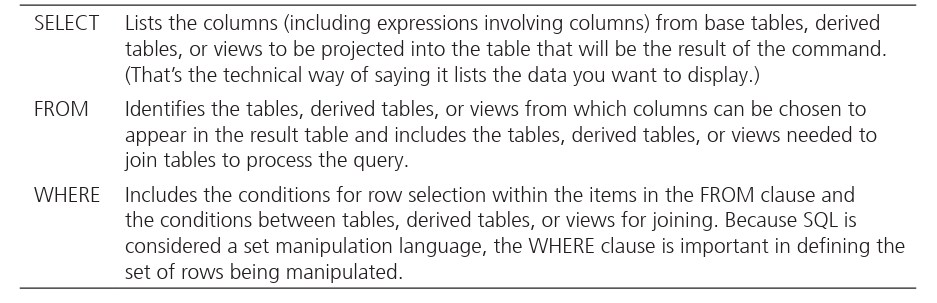 SELECT Lists the columns (including expressions involving columns) from base tables, derived
tables, or views to be projected into the table that will be the result of the command.
(That’s the technical way of saying it lists the data you want to display.)
FROM Identifies the tables, derived tables, or views from which columns can be chosen to
appear in the result table and includes the tables, derived tables, or views needed to
join tables to process the query.
WHERE Includes the conditions for row selection within the items in the FROM clause and
the conditions between tables, derived tables, or views for joining. Because SQL is
considered a set manipulation language, the WHERE clause is important in defining the
set of rows being manipulated.